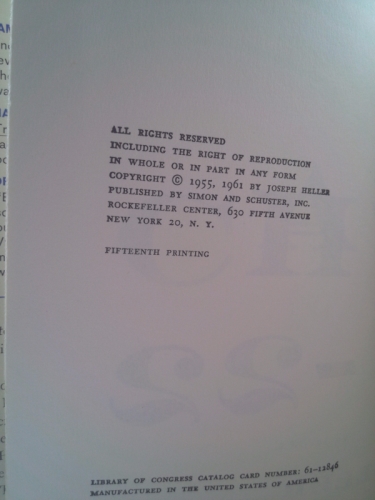 ALL RIGHTS RESERVED
INCLUDING THE RIGHT OF REPRODUCTION
IN WHOLE OR IN PART IN ANY FORM
COPYRIGHT © 1955, 1961 BY JOSEPH HELLER
PUBLISHED BY SIMON AND SCHUSTER, INC.
ROCKEFELLER CENTER, 630 FIFTH AVENUE
NEW YORK 20, N. Y.
FIFTEENTH PRINTING
LIBRARY OF CONGRESS CATALOG CARD NUMBER: 61-12846
MANUFACTURED IN THE UNITED STATES OF AMERICA